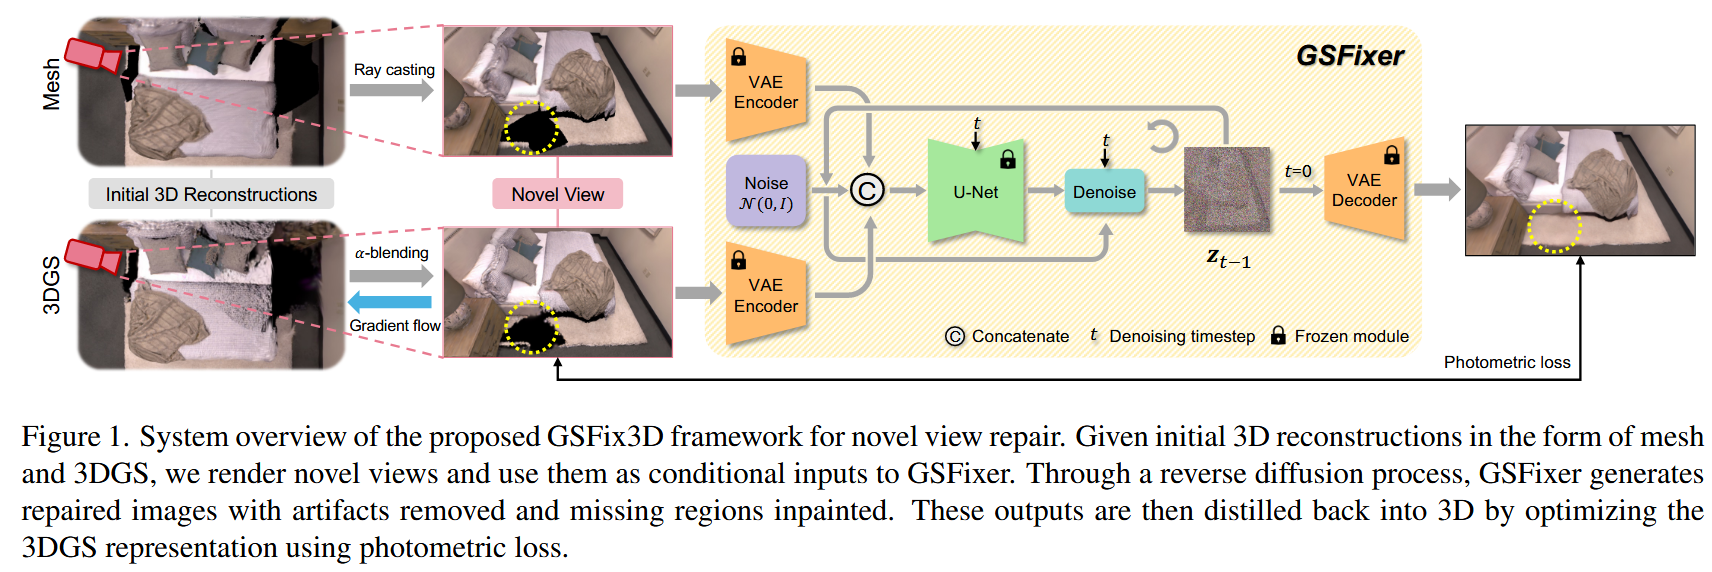 Mesh
Ray casting
Initial 3D Reconstructions
Novel View
3DGS
α-blending
Gradient flow
GSFixer
VAE
Encoder
Noise
𝒩(0, I)
VAE
Encoder
C
t
U-Net
t
Denoise
z_{t−1}
t=0
VAE
Decoder
C Concatenate
t Denoising timestep
Frozen module
Photometric loss
Figure 1. System overview of the proposed GSFix3D framework for novel view repair. Given initial 3D reconstructions in the form of mesh
and 3DGS, we render novel views and use them as conditional inputs to GSFixer. Through a reverse diffusion process, GSFixer generates
repaired images with artifacts removed and missing regions inpainted. These outputs are then distilled back into 3D by optimizing the
3DGS representation using photometric loss.